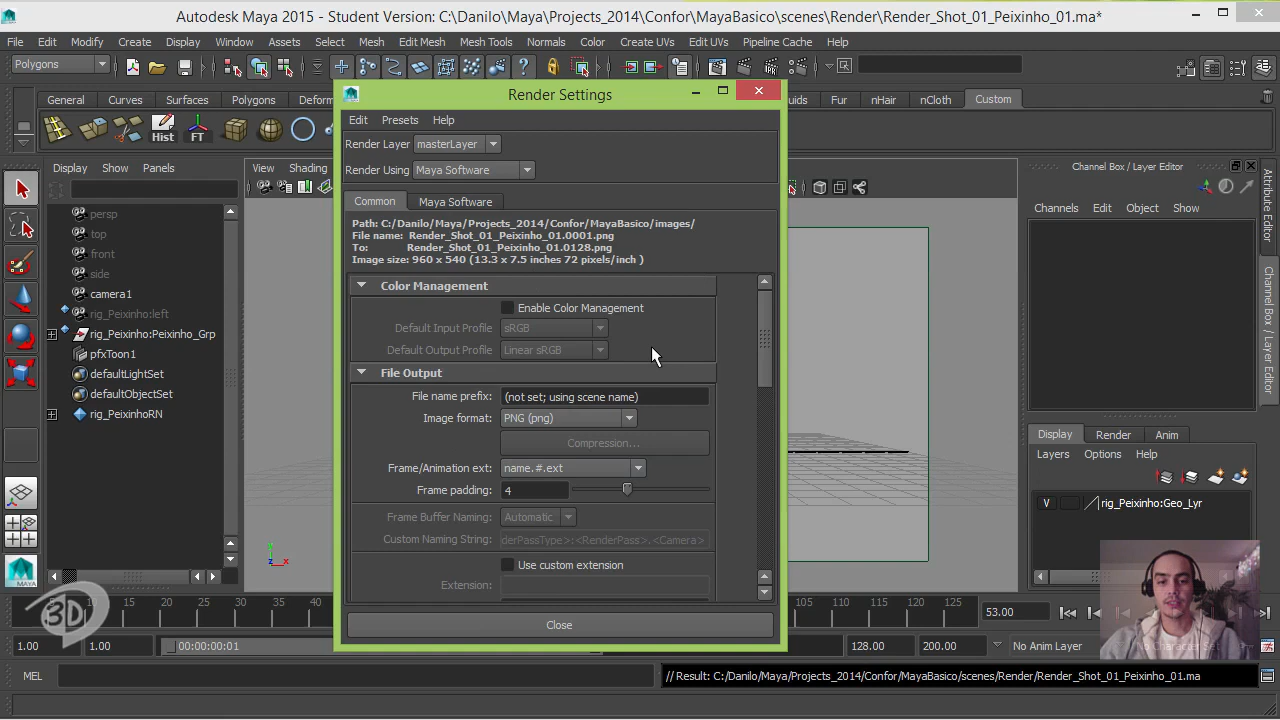 Autodesk Maya 2015 - Student Version: C:\Danilo\Maya\Projects_2014\Confor\MayaBasico\scenes\Render\Render_Shot_01_Peixinho_01.ma*
File Edit Modify Create Display Window Assets Select Mesh Edit Mesh Mesh Tools Normals Color Create UVs Edit UVs Pipeline Cache Help
Polygons
General Curves Surfaces Polygons Deform
uids Fur nHair nCloth Custom
Hist FT
Display Show Panels
persp
top
front
side
camera1
rig_Peixinho:left
rig_Peixinho:Peixinho_Grp
pfxToon1
defaultLightSet
defaultObjectSet
rig_PeixinhoRN
View Shading
Render Settings
Edit Presets Help
Render Layer masterLayer
Render Using Maya Software
Common Maya Software
Path: C:/Danilo/Maya/Projects_2014/Confor/MayaBasico/images/
File name: Render_Shot_01_Peixinho_01.0001.png
To: Render_Shot_01_Peixinho_01.0128.png
Image size: 960 x 540 (13.3 x 7.5 inches 72 pixels/inch )
Color Management
Enable Color Management
Default Input Profile sRGB
Default Output Profile Linear sRGB
File Output
File name prefix: (not set; using scene name)
Image format: PNG (png)
Compression...
Frame/Animation ext: name.#.ext
Frame padding: 4
Frame Buffer Naming: Automatic
Custom Naming String: derPassType>:<RenderPass>.<Camera>
Use custom extension
Extension:
Close
Channel Box / Layer Editor
Channels Edit Object Show
Attribute Editor
Channel Box / Layer Editor
Display Render Anim
Layers Options Help
V rig_Peixinho:Geo_Lyr
10 15 20 25 30 35 40 105 110 115 120 125
53.00
3D
1.00 1.00 00:00:00:01 128.00 200.00 No Anim Layer
MEL // Result: C:/Danilo/Maya/Projects_2014/Confor/MayaBasico/scenes/Render/Render_Shot_01_Peixinho_01.ma